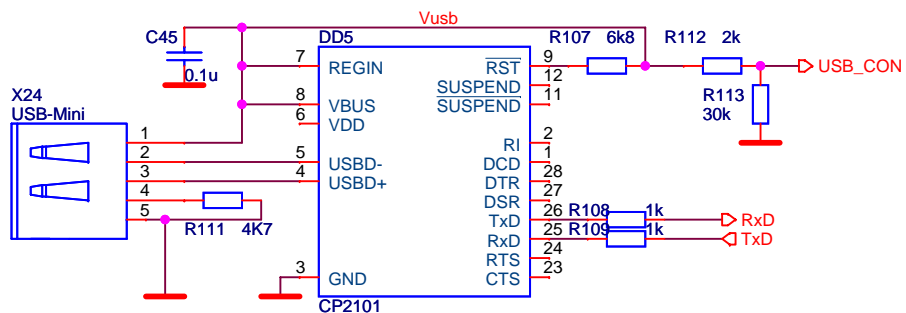 Vusb
C45
0.1u
DD5
R107 6k8
R112 2k
USB_CON
R113
30k
X24
USB-Mini
1
2
3
4
5
R111 4K7
7 REGIN
8 VBUS
6 VDD
5 USBD-
4 USBD+
3 GND
RST 9
SUSPEND 12
SUSPEND 11
RI 2
DCD 1
DTR 28
DSR 27
TxD 26
RxD 25
RTS 24
CTS 23
R108 1k
RxD
R109 1k
TxD
CP2101